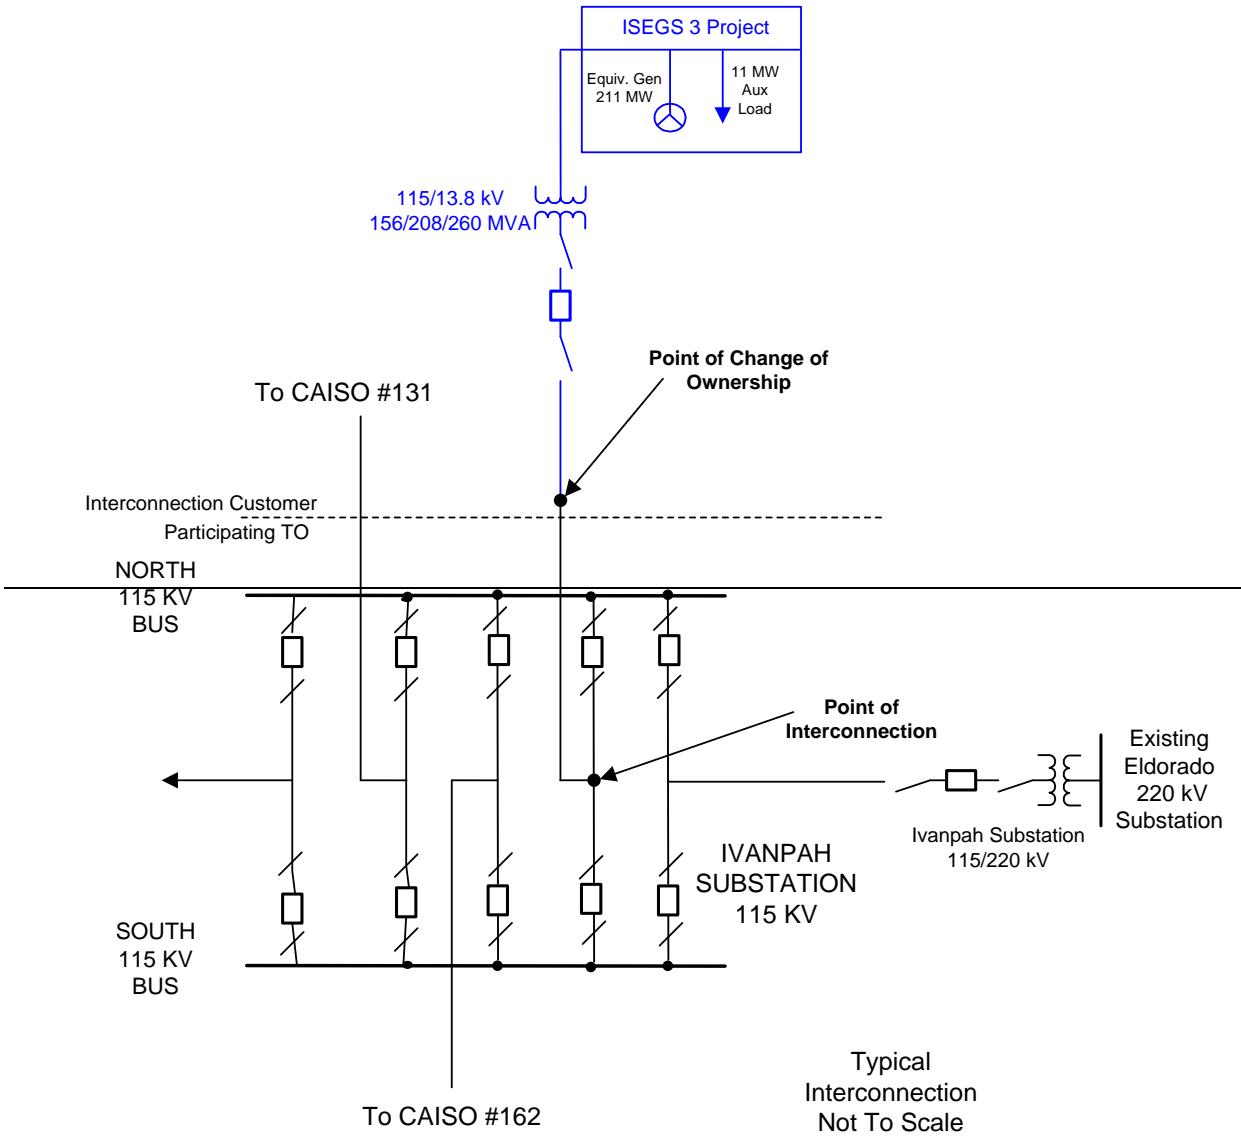 ISEGS 3 Project
Equiv. Gen
211 MW
11 MW
Aux
Load
115/13.8 kV
156/208/260 MVA
Point of Change of
Ownership
To CAISO #131
Interconnection Customer
Participating TO
NORTH
115 KV
BUS
Point of
Interconnection
Existing
Eldorado
220 kV
Substation
Ivanpah Substation
115/220 kV
IVANPAH
SUBSTATION
115 KV
SOUTH
115 KV
BUS
To CAISO #162
Typical
Interconnection
Not To Scale